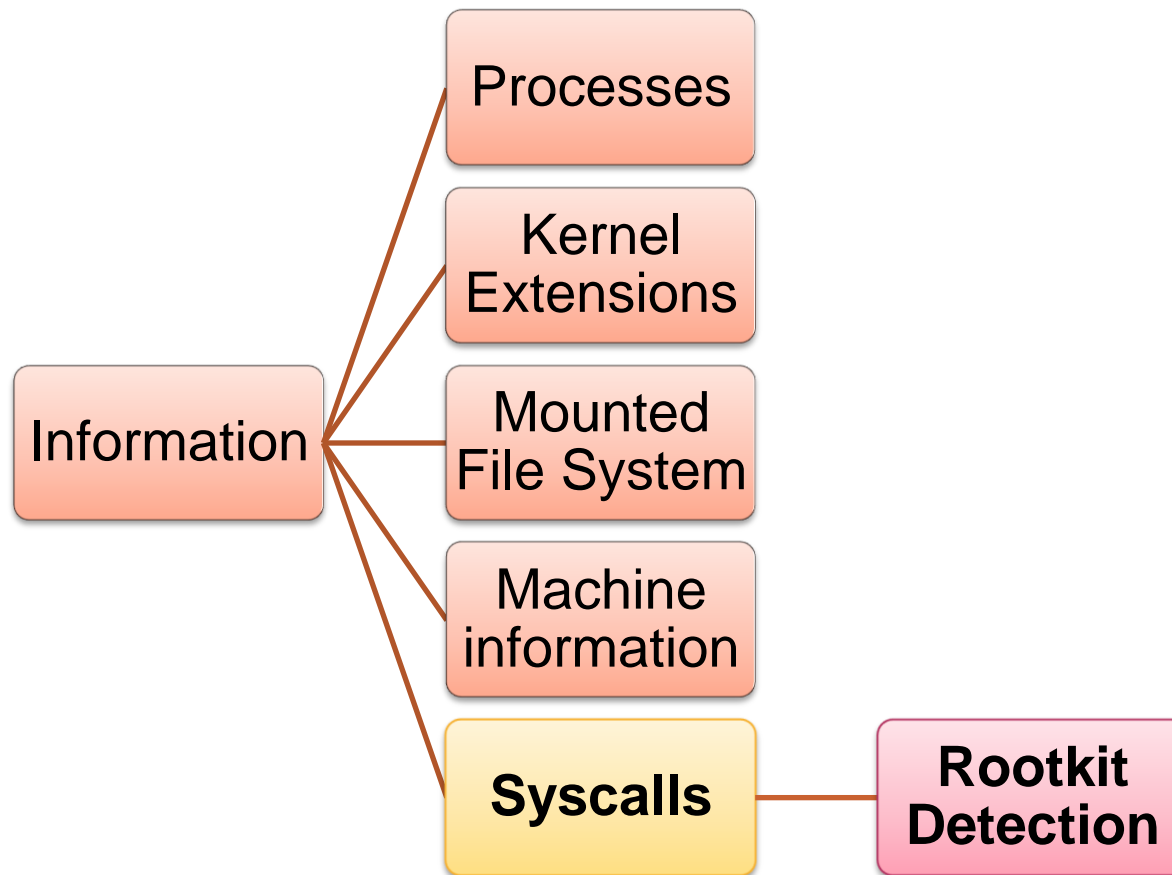 Processes
Kernel
Extensions
Information
Mounted
File System
Machine
information
Syscalls
Rootkit
Detection